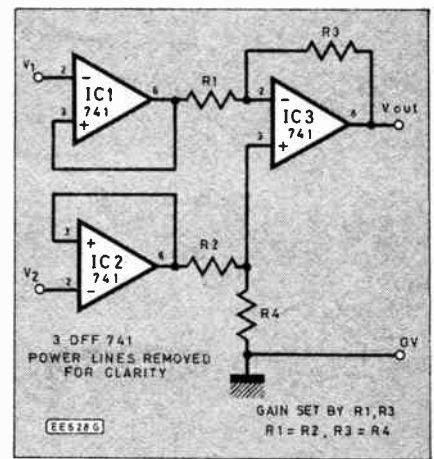 V1
2
−
IC1
741
3
+
6
R1
R3
2
−
IC3
741
3
+
6
Vout
3
+
IC2
741
V2
2
−
6
R2
R4
0V
3 OFF 741
POWER LINES REMOVED
FOR CLARITY
GAIN SET BY R1,R3
R1=R2, R3=R4
EE528G